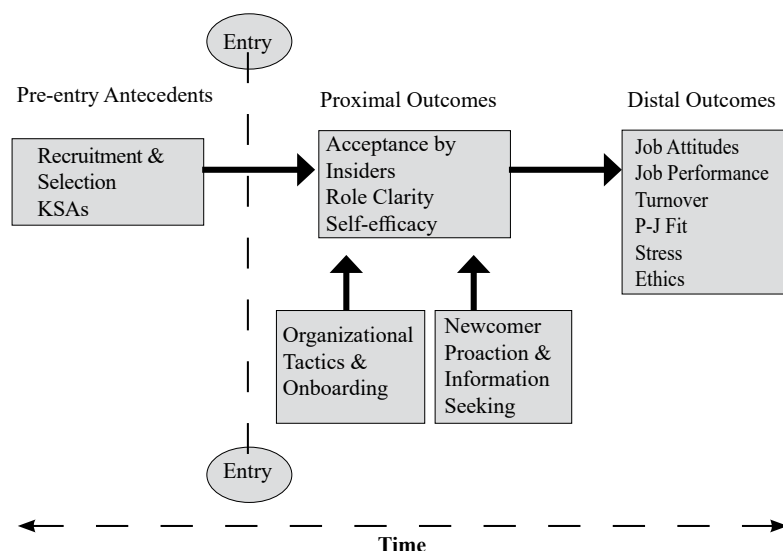 Entry
Pre-entry Antecedents
Proximal Outcomes
Distal Outcomes
Recruitment &
Selection
KSAs
Acceptance by
Insiders
Role Clarity
Self-efficacy
Job Attitudes
Job Performance
Turnover
P-J Fit
Stress
Ethics
Organizational
Tactics &
Onboarding
Newcomer
Proaction &
Information
Seeking
Entry
Time